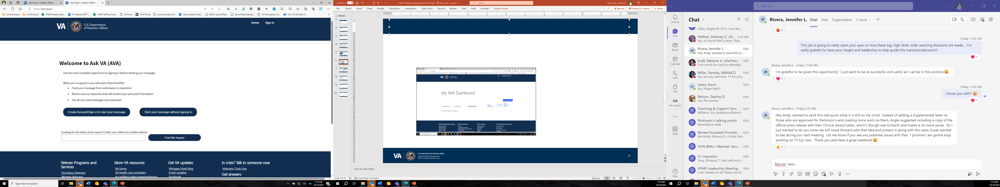 Ask.VA.gov | Veteran Affairs
Ask.VA.gov | Veteran Affairs
https://ask.va.gov
VA Bookmarks
VA Shortcuts
VFMP Modernizatio...
PCI Reports/PPT -...
VFMP Staffing Track...
VA Forms
HCM Portal
Communications R...
Administrative Tool...
06.02. Spina Bifida...
Spina Bifida Operati...
VA Publications Ho...
CDC COVID Data Tr...
VA
U.S. Department
of Veterans Affairs
Home
Sign in
Welcome to Ask VA (AVA)
Get the most complete experience by signing in before starting your message!
When you're signed in you will enjoy these benefits:
• Track your message from submission to resolution
• Receive secure responses that will protect your personal information
• See all your past messages and responses
Create Account/Sign in to start your message
Start your message without signing in
Looking for the status of an Inquiry? Enter your reference number below:
Find My Inquiry
Veteran Programs and
Services
Homeless Veterans
Women Veterans
More VA resources
VA forms
VA health care providers
Accredited claims representatives
Get VA updates
VAntage Point blog
Email updates
Facebook
In crisis? Talk to someone now
Veterans Crisis Line
Get answers
Type here to search
7:16 AM
10/10/2023
AutoSave On
FMP Philippines Update Brief 10.10.2023
No Label • Saved
Search
Szymczak, Andrew P.
File Home Insert Draw Design Transitions Animations Slide Show Record Review View Help Acrobat Shape Format
Record
Present in Teams
Share
Default...
1
2
3
4
5
6
7
8
9
10
My AVA Dashboard
VA
U.S. Department of Veterans Affairs
Veterans Health Administration
Office of Integrated Veteran Care
6
Click to add notes
Slide 6 of 10
Accessibility: Investigate
Notes
115%
7:16 AM
10/10/2023
Search
Activity
Chat
Teams
Calendar
Calls
Files
VA
VA Central
Apps
Help
Chat
Gilley, Angela M. (IVC): Love the...
Heffner, Delaney G. (sh... 6:18 AM
Yes, of course that is okay! Than...
Rivera, Jennifer L. 10/6
Hey Andy, wanted to send this re...
Kraft, Melanie A. (she/her/... 10/6
Don't work too hard on Monday!
Miller, Pamela, VBAVACO 10/6
You are very welcome. TY for arra...
Jobes, Kevin 10/6
You: Roger that!!!
Nelson, Stanley D. 10/6
You: No worries
Scanning & Support Serv... 10/6
Williams, Jon: jonathan.williams4...
Parkinson's talking points 10/6
Recording is ready
Review Escalated Provider... 10/6
Berchtold, Rebecca D.: I think that...
VISN BIMs / Member Serv... 10/6
CL migration 10/6
Terry, Kimberly T.: Not until mid-l...
VFMP Leadership Meeting 10/6
Cole, Natalie: Hi all! Please see th...
JR
Rivera, Jennifer L.
Chat Files Organization 1 more
1
Friday 11:02 AM
This job is going to really open your eyes on how these big, high-level, wide-reaching decisions are made.... I'm
really grateful to have your insight and leadership to help guide this transition/decision!!!
1
Rivera, Jennifer L. Friday 11:04 AM
I'm grateful to be given this opportunity! I just want to be as successful and useful as I can be in this position😀
1
Friday 11:04 AM
I know you will!!! 😀
1
Rivera, Jennifer L. Friday 3:31 PM
Hey Andy, wanted to send this real quick while it is still on my mind. Instead of adding a Supplemental letter to
those who are approved for Parkinson's and creating more work on them, Angie suggested including a copy of the
official press release with their Clinical Award Letter, which I though was brilliant! and makes a lot more sense. So I
just wanted to let you know we will move forward with that idea and present it along with the cases Susan wanted
to see during our next meeting. Let me know if you see any potential issues with that. I promise I am gonna stop
working (or I'll try) now. Thank you and have a great weekend!😀
1
Mornin' Jenn.
7:16 AM
10/10/2023